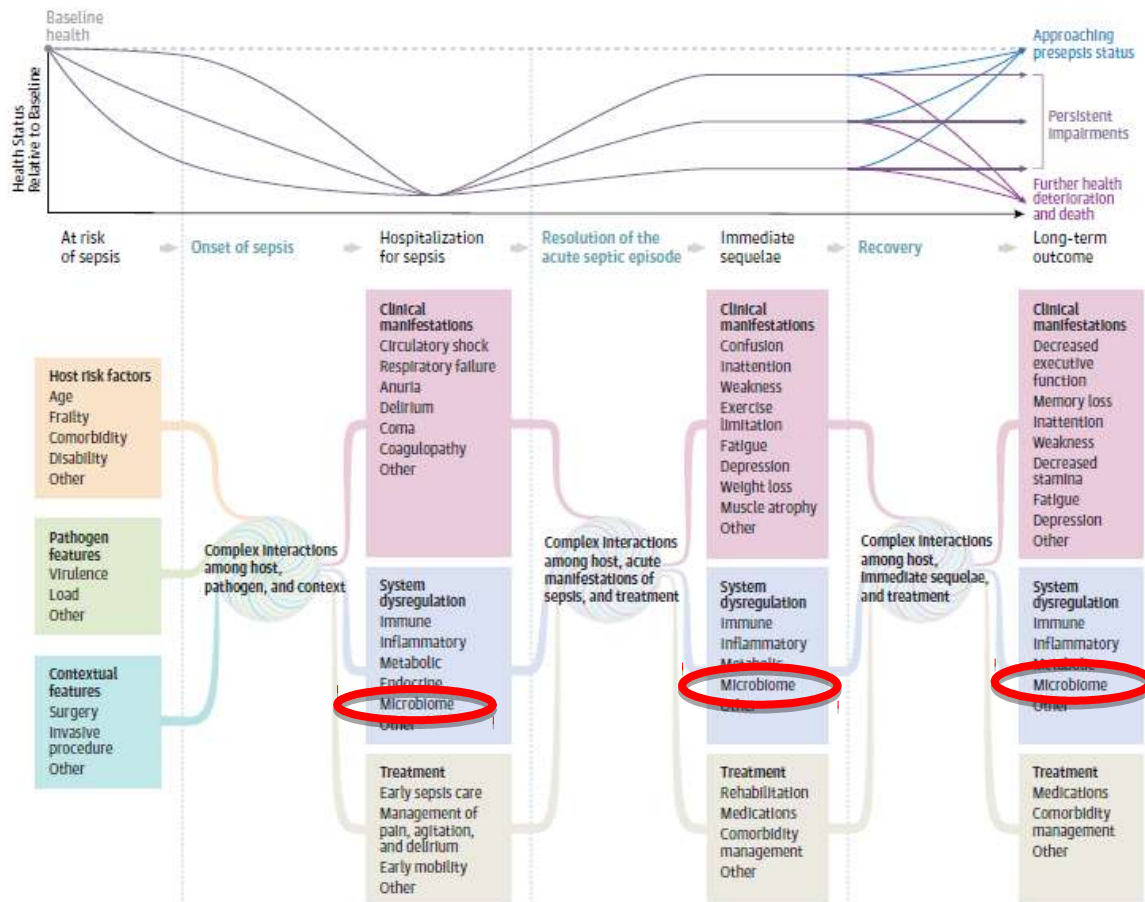 Baseline
health
Health Status
Relative to Baseline
Approaching
presepsis status
Persistent
impairments
Further health
deterioration
and death
At risk
of sepsis
Onset of sepsis
Hospitalization
for sepsis
Resolution of the
acute septic episode
Immediate
sequelae
Recovery
Long-term
outcome
Host risk factors
Age
Frailty
Comorbidity
Disability
Other
Pathogen
features
Virulence
Load
Other
Contextual
features
Surgery
Invasive
procedure
Other
Complex interactions
among host,
pathogen, and context
Clinical
manifestations
Circulatory shock
Respiratory failure
Anuria
Delirium
Coma
Coagulopathy
Other
System
dysregulation
Immune
Inflammatory
Metabolic
Endocrine
Microbiome
Other
Treatment
Early sepsis care
Management of
pain, agitation,
and delirium
Early mobility
Other
Complex interactions
among host, acute
manifestations of
sepsis, and treatment
Clinical
manifestations
Confusion
Inattention
Weakness
Exercise
limitation
Fatigue
Depression
Weight loss
Muscle atrophy
Other
System
dysregulation
Immune
Inflammatory
Metabolic
Microbiome
Other
Treatment
Rehabilitation
Medications
Comorbidity
management
Other
Complex interactions
among host,
immediate sequelae,
and treatment
Clinical
manifestations
Decreased
executive
function
Memory loss
Inattention
Weakness
Decreased
stamina
Fatigue
Depression
Other
System
dysregulation
Immune
Inflammatory
Metabolic
Microbiome
Other
Treatment
Medications
Comorbidity
management
Other